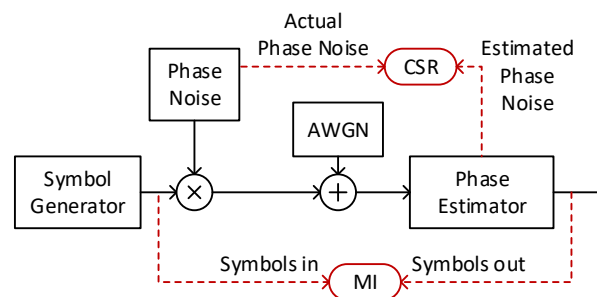 Actual
Phase Noise
Estimated
Phase
Noise
CSR
Phase
Noise
AWGN
Symbol
Generator
×
+
Phase
Estimator
Symbols in
MI
Symbols out